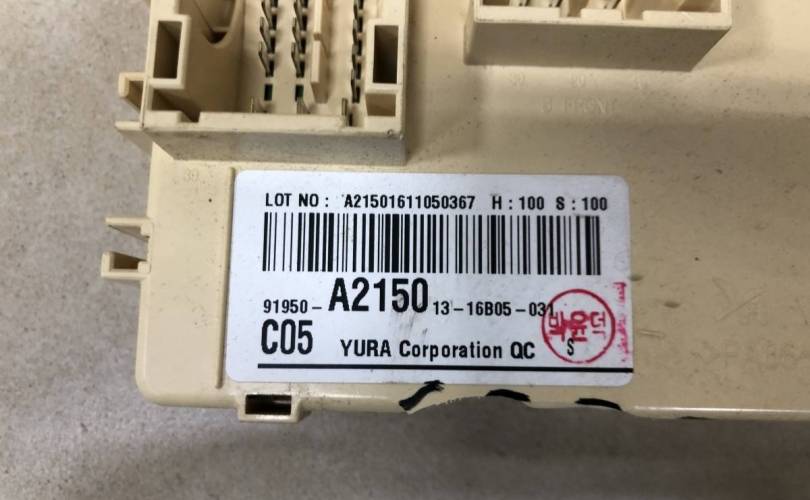 LOT NO : A21501611050367 H : 100 S : 100
91950-A2150 13-16B05-031
C05 YURA Corporation QC S